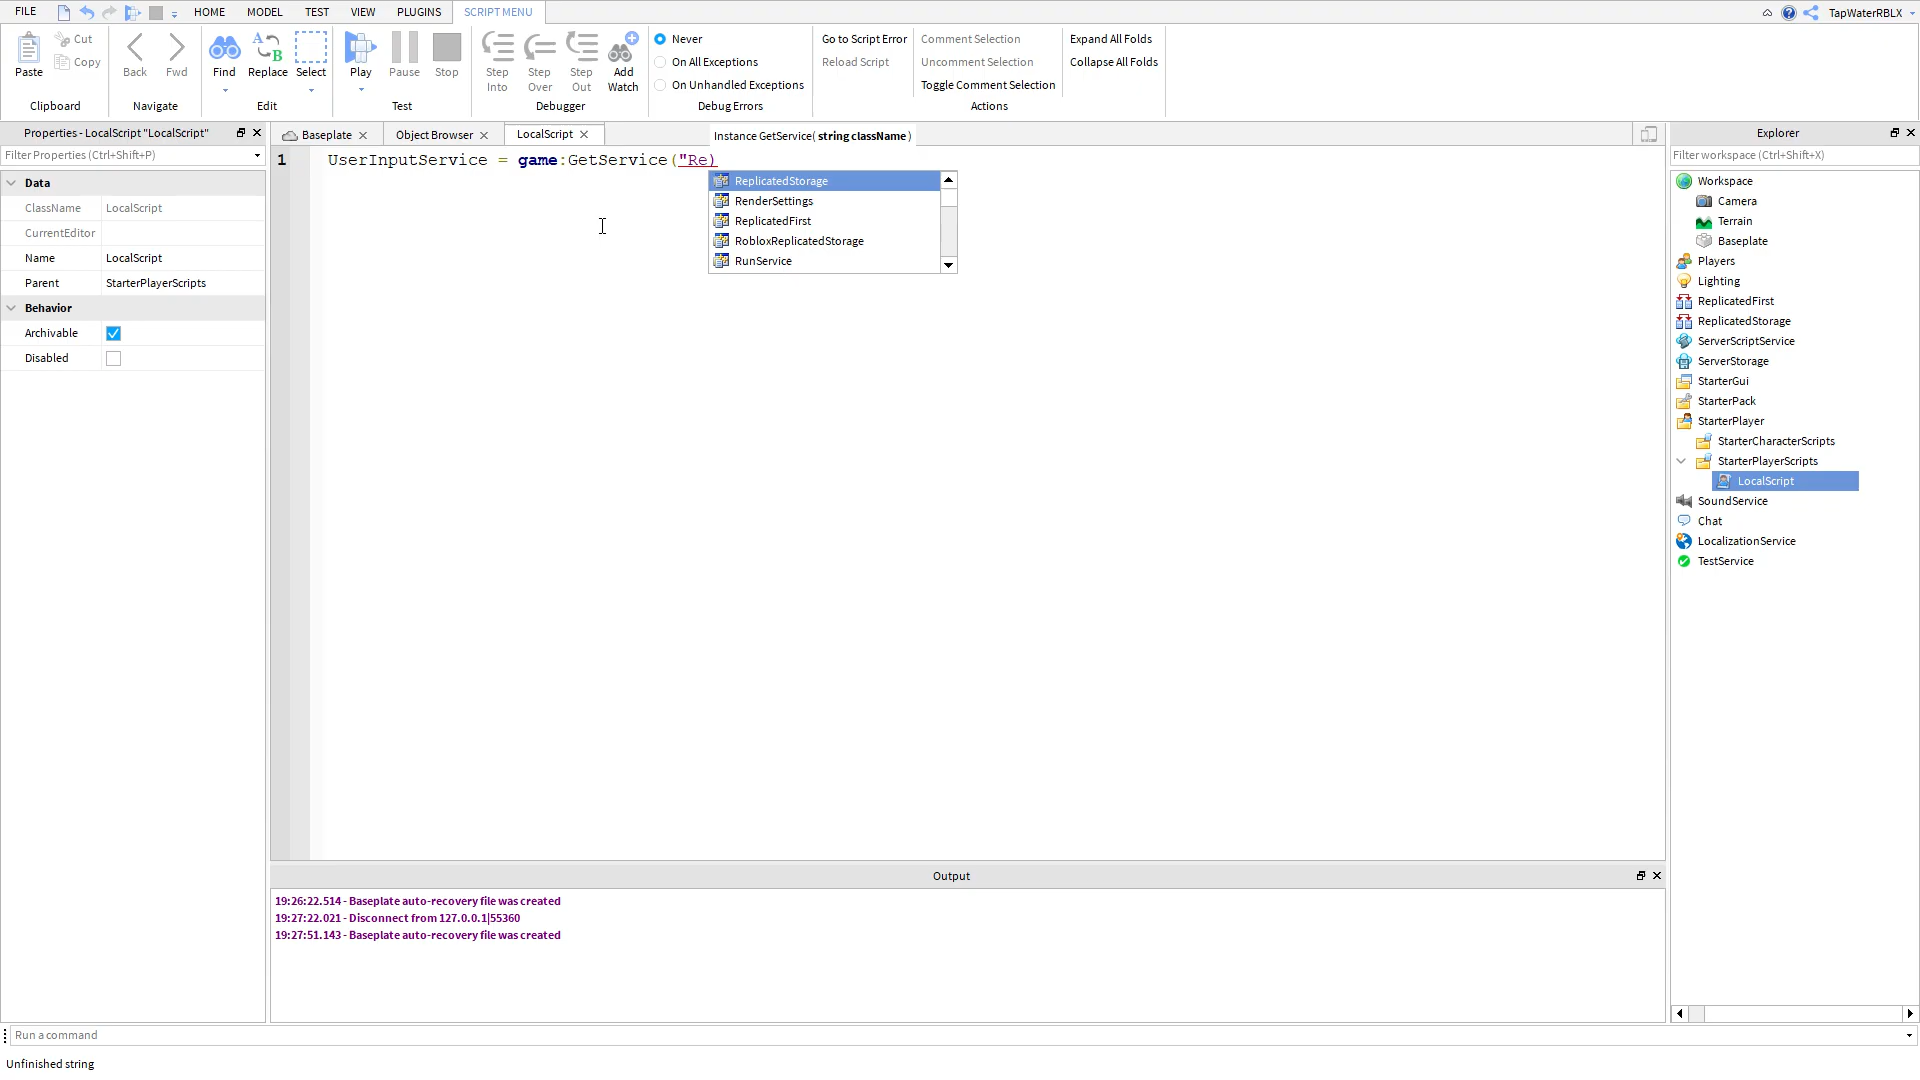 FILE
HOME
MODEL
TEST
VIEW
PLUGINS
SCRIPT MENU
TapWaterRBLX
Paste
Cut
Copy
Clipboard
Back
Fwd
Navigate
Find
Replace
Select
Edit
Play
Pause
Stop
Test
Step Into
Step Over
Step Out
Add Watch
Debugger
Never
On All Exceptions
On Unhandled Exceptions
Debug Errors
Go to Script Error
Reload Script
Comment Selection
Uncomment Selection
Toggle Comment Selection
Actions
Expand All Folds
Collapse All Folds
Properties - LocalScript "LocalScript"
Filter Properties (Ctrl+Shift+P)
Data
ClassName LocalScript
CurrentEditor
Name LocalScript
Parent StarterPlayerScripts
Behavior
Archivable
Disabled
Baseplate
Object Browser
LocalScript
Instance GetService( string className )
1 UserInputService = game:GetService("Re)
ReplicatedStorage
RenderSettings
ReplicatedFirst
RobloxReplicatedStorage
RunService
Explorer
Filter workspace (Ctrl+Shift+X)
Workspace
Camera
Terrain
Baseplate
Players
Lighting
ReplicatedFirst
ReplicatedStorage
ServerScriptService
ServerStorage
StarterGui
StarterPack
StarterPlayer
StarterCharacterScripts
StarterPlayerScripts
LocalScript
SoundService
Chat
LocalizationService
TestService
Output
19:26:22.514 - Baseplate auto-recovery file was created
19:27:22.021 - Disconnect from 127.0.0.1|55360
19:27:51.143 - Baseplate auto-recovery file was created
Run a command
Unfinished string